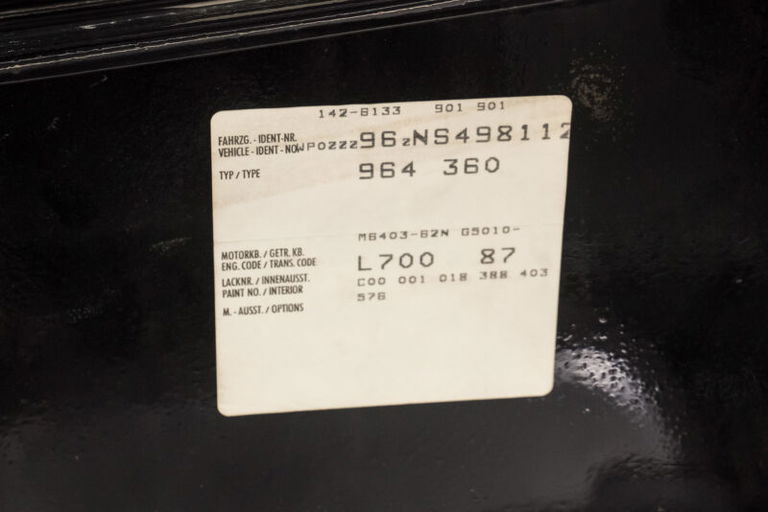 142-6133 901 901
FAHRZG. - IDENT-NR.
VEHICLE - IDENT - NO WP0ZZZ96ZNS498112
TYP / TYPE 964 360
M6403-62N G5010-
MOTORKB. / GETR. KB.
ENG. CODE / TRANS. CODE L700 87
LACKNR. / INNENAUSST. C00 001 018 388 403
PAINT NO. / INTERIOR 576
M. - AUSST. / OPTIONS